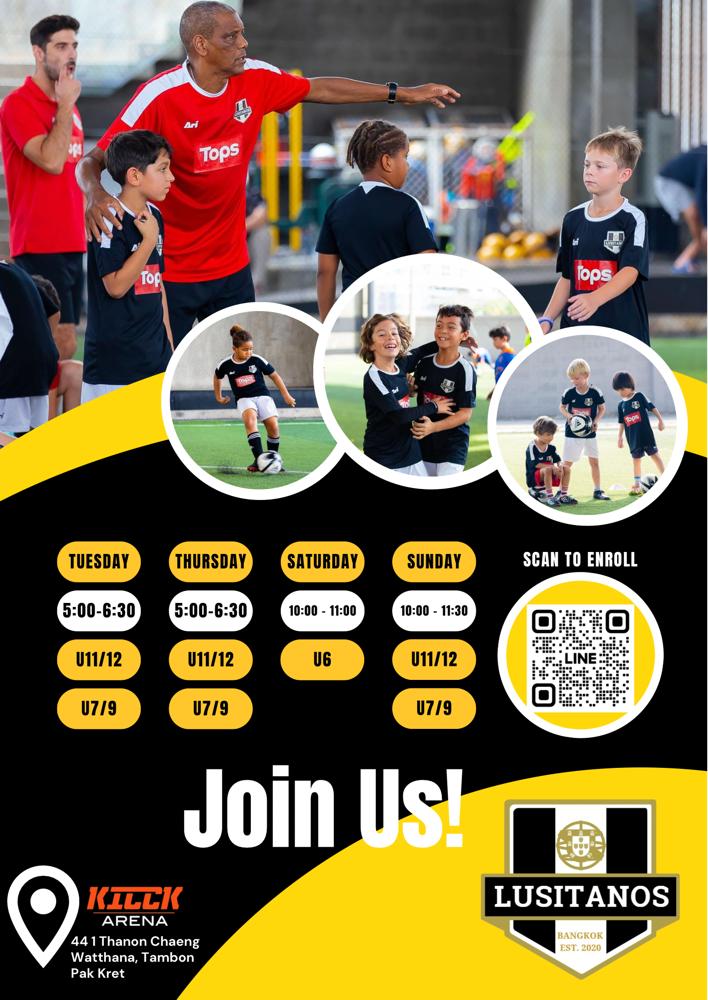 Ari
Tops
Tops
Tops
TUESDAY
THURSDAY
SATURDAY
SUNDAY
SCAN TO ENROLL
5:00-6:30
5:00-6:30
10:00 - 11:00
10:00 - 11:30
LINE
U11/12
U11/12
U6
U11/12
U7/9
U7/9
U7/9
Join Us!
LUSITANOS
BANGKOK
EST. 2020
KICCK
ARENA
44 1 Thanon Chaeng
Watthana, Tambon
Pak Kret